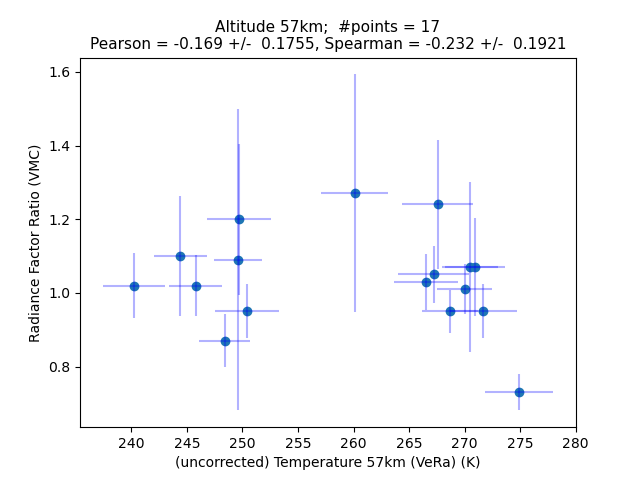 Altitude 57km;  #points = 17
Pearson = -0.169 +/-  0.1755, Spearman = -0.232 +/-  0.1921
1.6
1.4
1.2
1.0
0.8
Radiance Factor Ratio (VMC)
240 245 250 255 260 265 270 275 280
(uncorrected) Temperature 57km (VeRa) (K)